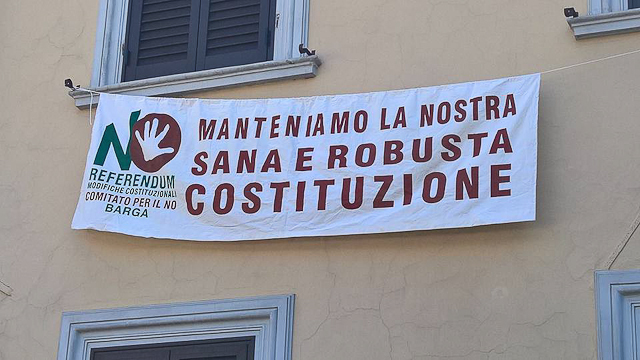 NO
REFERENDUM
MODIFICHE COSTITUZIONALI
COMITATO PER IL NO
BARGA
MANTENIAMO LA NOSTRA
SANA E ROBUSTA
COSTITUZIONE